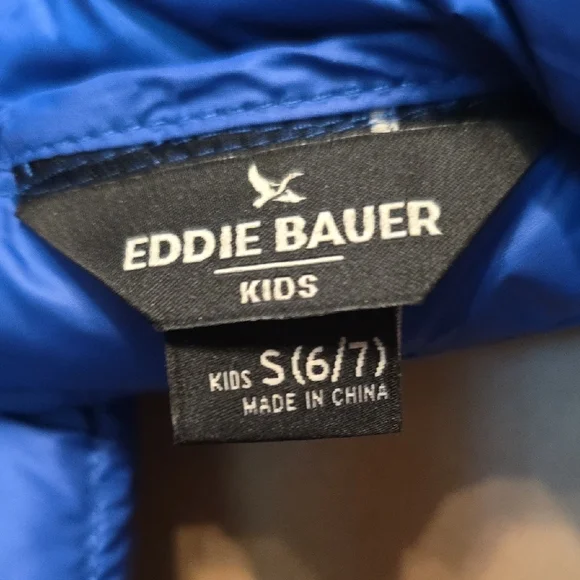 EDDIE BAUER
KIDS
KIDS S(6/7)
MADE IN CHINA